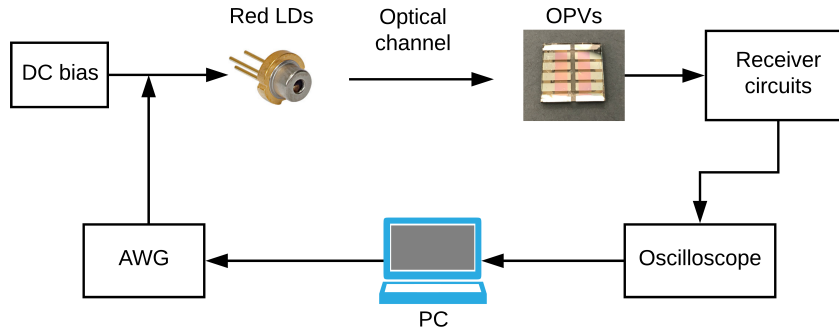 Red LDs
Optical
channel
OPVs
DC bias
Receiver
circuits
AWG
Oscilloscope
PC